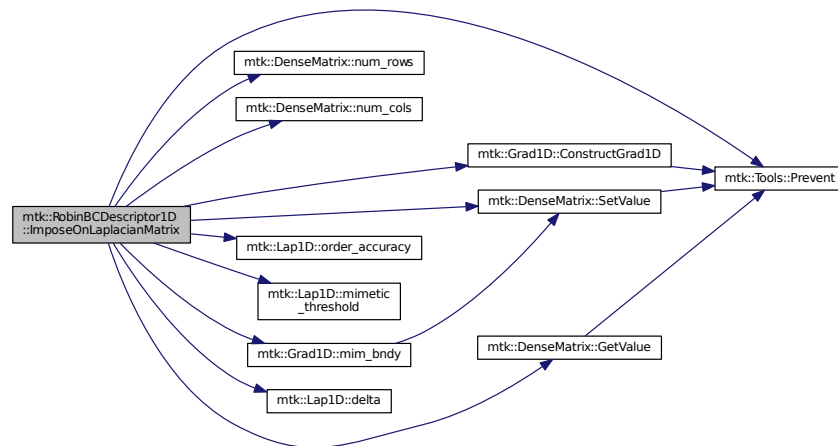 mtk::RobinBCDescriptor1D
::ImposeOnLaplacianMatrix
mtk::DenseMatrix::num_rows
mtk::DenseMatrix::num_cols
mtk::Grad1D::ConstructGrad1D
mtk::Tools::Prevent
mtk::DenseMatrix::SetValue
mtk::Lap1D::order_accuracy
mtk::Lap1D::mimetic
_threshold
mtk::Grad1D::mim_bndy
mtk::DenseMatrix::GetValue
mtk::Lap1D::delta